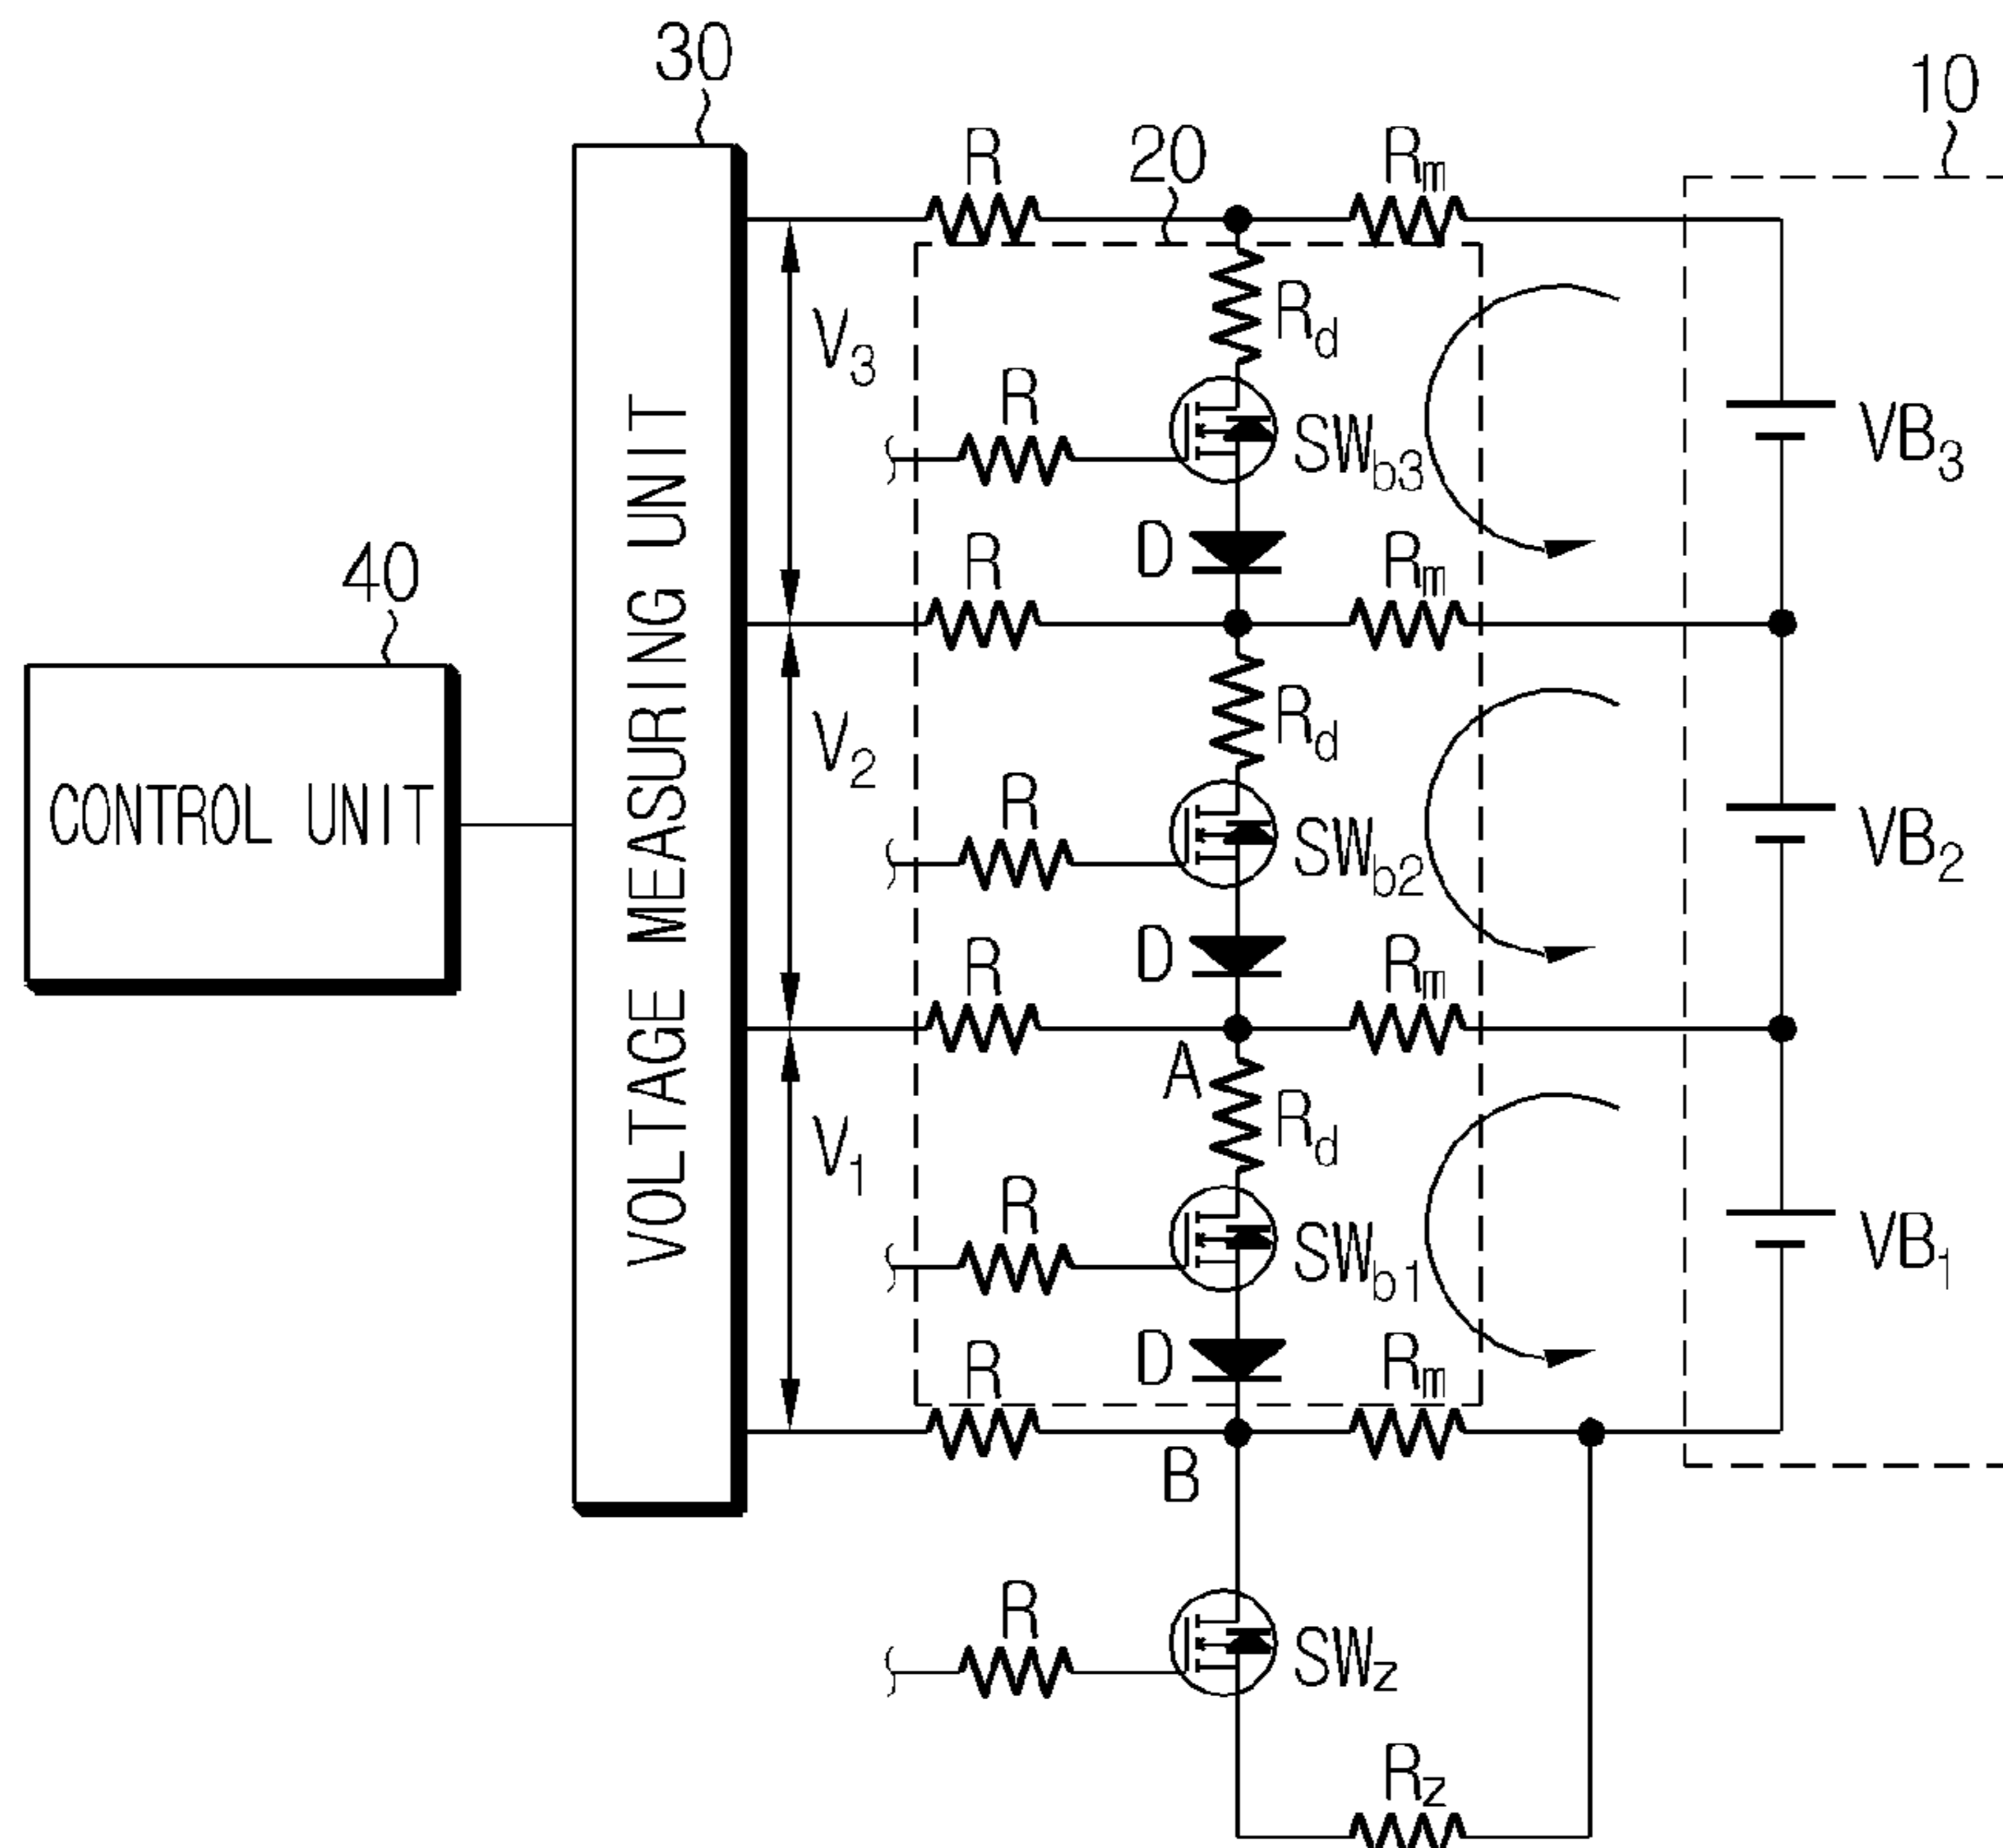 30
10
R
20
Rm
Rd
V3
R
SWb3
VB3
D
R
Rm
40
Rd
V2
CONTROL UNIT
VOLTAGE MEASURING UNIT
R
SWb2
VB2
D
R
Rm
A
Rd
V1
R
SWb1
VB1
D
R
Rm
B
R
SWz
Rz